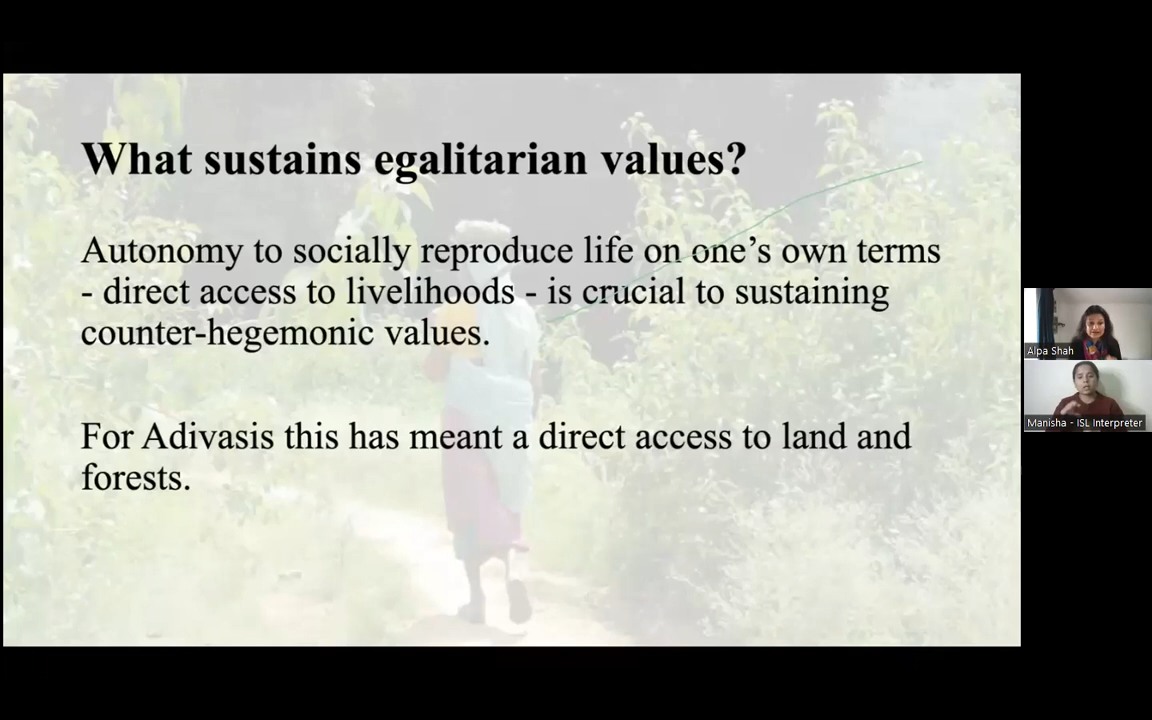 What sustains egalitarian values?
Autonomy to socially reproduce life on one’s own terms
- direct access to livelihoods - is crucial to sustaining
counter-hegemonic values.
For Adivasis this has meant a direct access to land and
forests.
Alpa Shah
Manisha - ISL Interpreter